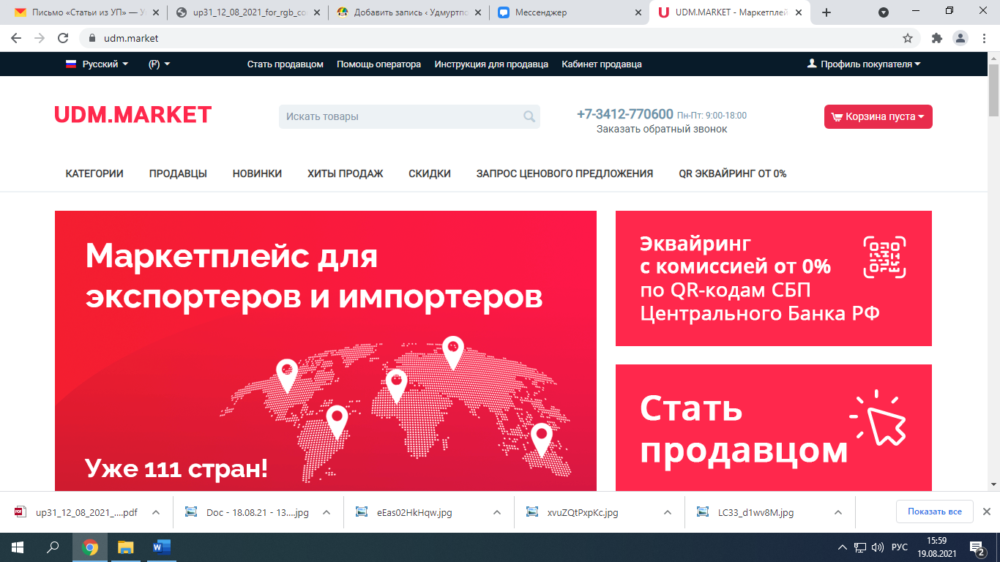 Письмо «Статьи из УП» — У
up31_12_08_2021_for_rgb_co
Добавить запись ‹ Удмуртпс
Мессенджер
UDM.MARKET - Маркетплей
udm.market
Русский
(₽)
Стать продавцом
Помощь оператора
Инструкция для продавца
Кабинет продавца
Профиль покупателя
UDM.MARKET
Искать товары
+7-3412-770600 Пн-Пт: 9:00-18:00
Заказать обратный звонок
Корзина пуста
КАТЕГОРИИ
ПРОДАВЦЫ
НОВИНКИ
ХИТЫ ПРОДАЖ
СКИДКИ
ЗАПРОС ЦЕНОВОГО ПРЕДЛОЖЕНИЯ
QR ЭКВАЙРИНГ ОТ 0%
Маркетплейс для
экспортеров и импортеров
Уже 111 стран!
Эквайринг
с комиссией от 0%
по QR-кодам СБП
Центрального Банка РФ
Стать
продавцом
up31_12_08_2021_....pdf
Doc - 18.08.21 - 13....jpg
eEas02HkHqw.jpg
xvuZQtPxpKc.jpg
LC33_d1wv8M.jpg
Показать все
РУС
15:59
19.08.2021
2